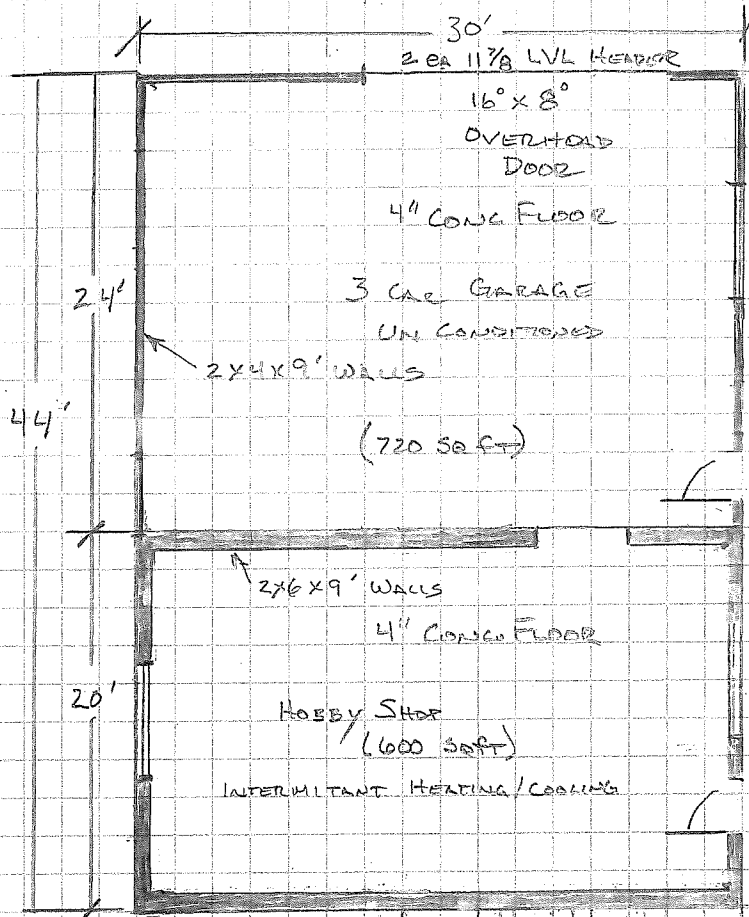 30'
2 EA 11 7/8 LVL HEADER
16° x 8°
OVERHOLD
DOOR
4" CONC FLOOR
24'
3 CAR GARAGE
UN CONDITIONED
2x4x9' WALLS
44'
(720 SQ FT)
2x6x9' WALLS
4" CONC. FLOOR
20'
HOBBY SHOP
(600 SQFT)
INTERMITANT HEATING/COOLING